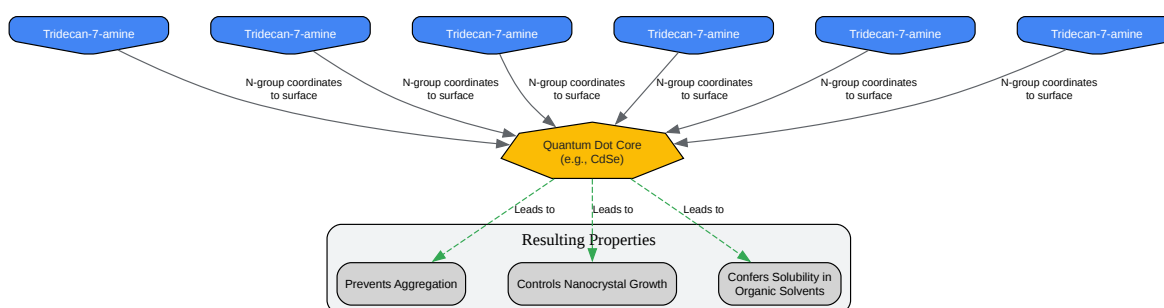 Tridecan-7-amine
Tridecan-7-amine
Tridecan-7-amine
Tridecan-7-amine
Tridecan-7-amine
Tridecan-7-amine
N-group coordinates
to surface
N-group coordinates
to surface
N-group coordinates
to surface
N-group coordinates
to surface
N-group coordinates
to surface
N-group coordinates
to surface
Quantum Dot Core
(e.g., CdSe)
Leads to
Leads to
Leads to
Resulting Properties
Prevents Aggregation
Controls Nanocrystal Growth
Confers Solubility in
Organic Solvents